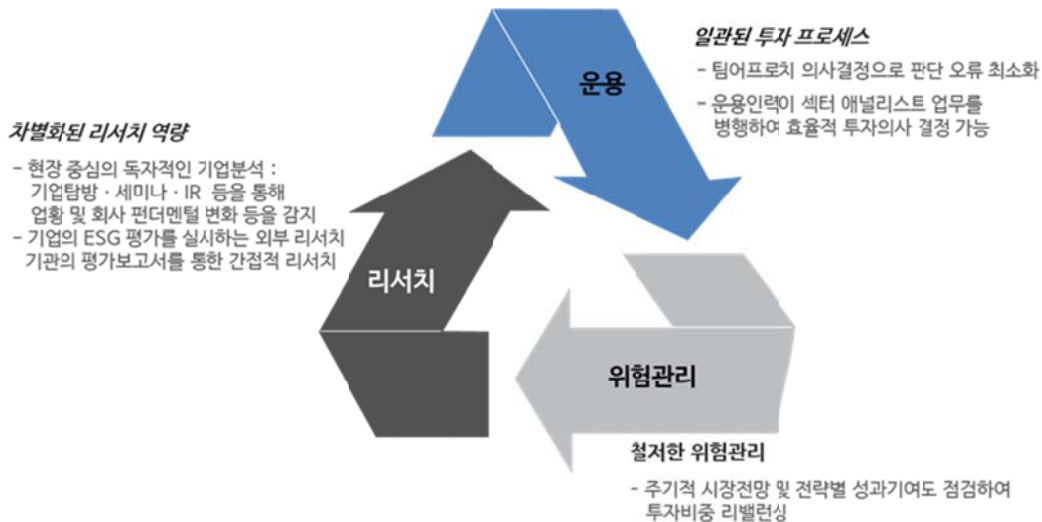 차별화된 리서치 역량
- 현장 중심의 독자적인 기업분석 :
기업탐방 · 세미나 · IR 등을 통해
업황 및 회사 펀더멘털 변화 등을 감지
- 기업의 ESG 평가를 실시하는 외부 리서치
기관의 평가보고서를 통한 간접적 리서치
리서치
운용
일관된 투자 프로세스
- 팀어프로치 의사결정으로 판단 오류 최소화
- 운용인력이 섹터 애널리스트 업무를
병행하여 효율적 투자의사 결정 가능
위험관리
철저한 위험관리
- 주기적 시장전망 및 전략별 성과기여도 점검하여
투자비중 리밸런싱